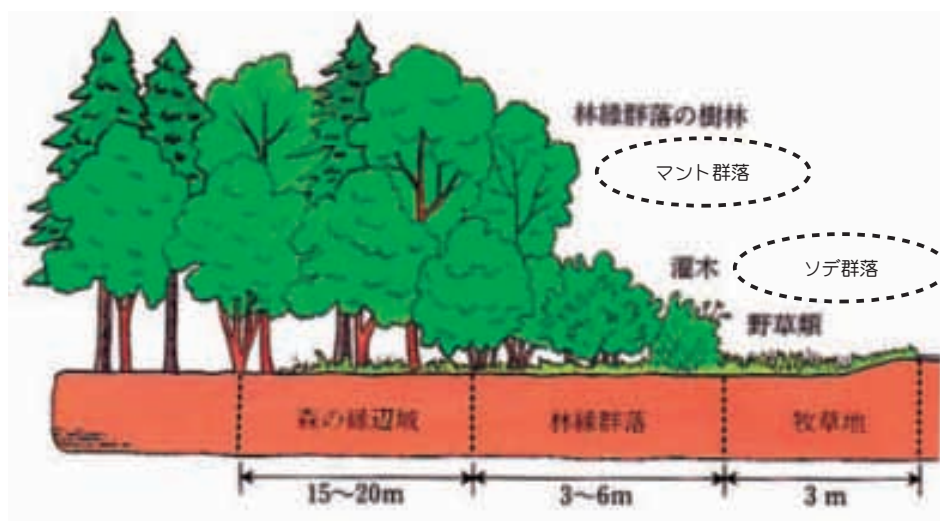 林縁群落の樹林
マント群落
灌木
ソデ群落
野草類
森の縁辺域
林縁群落
牧草地
15〜20m
3〜6m
3 m